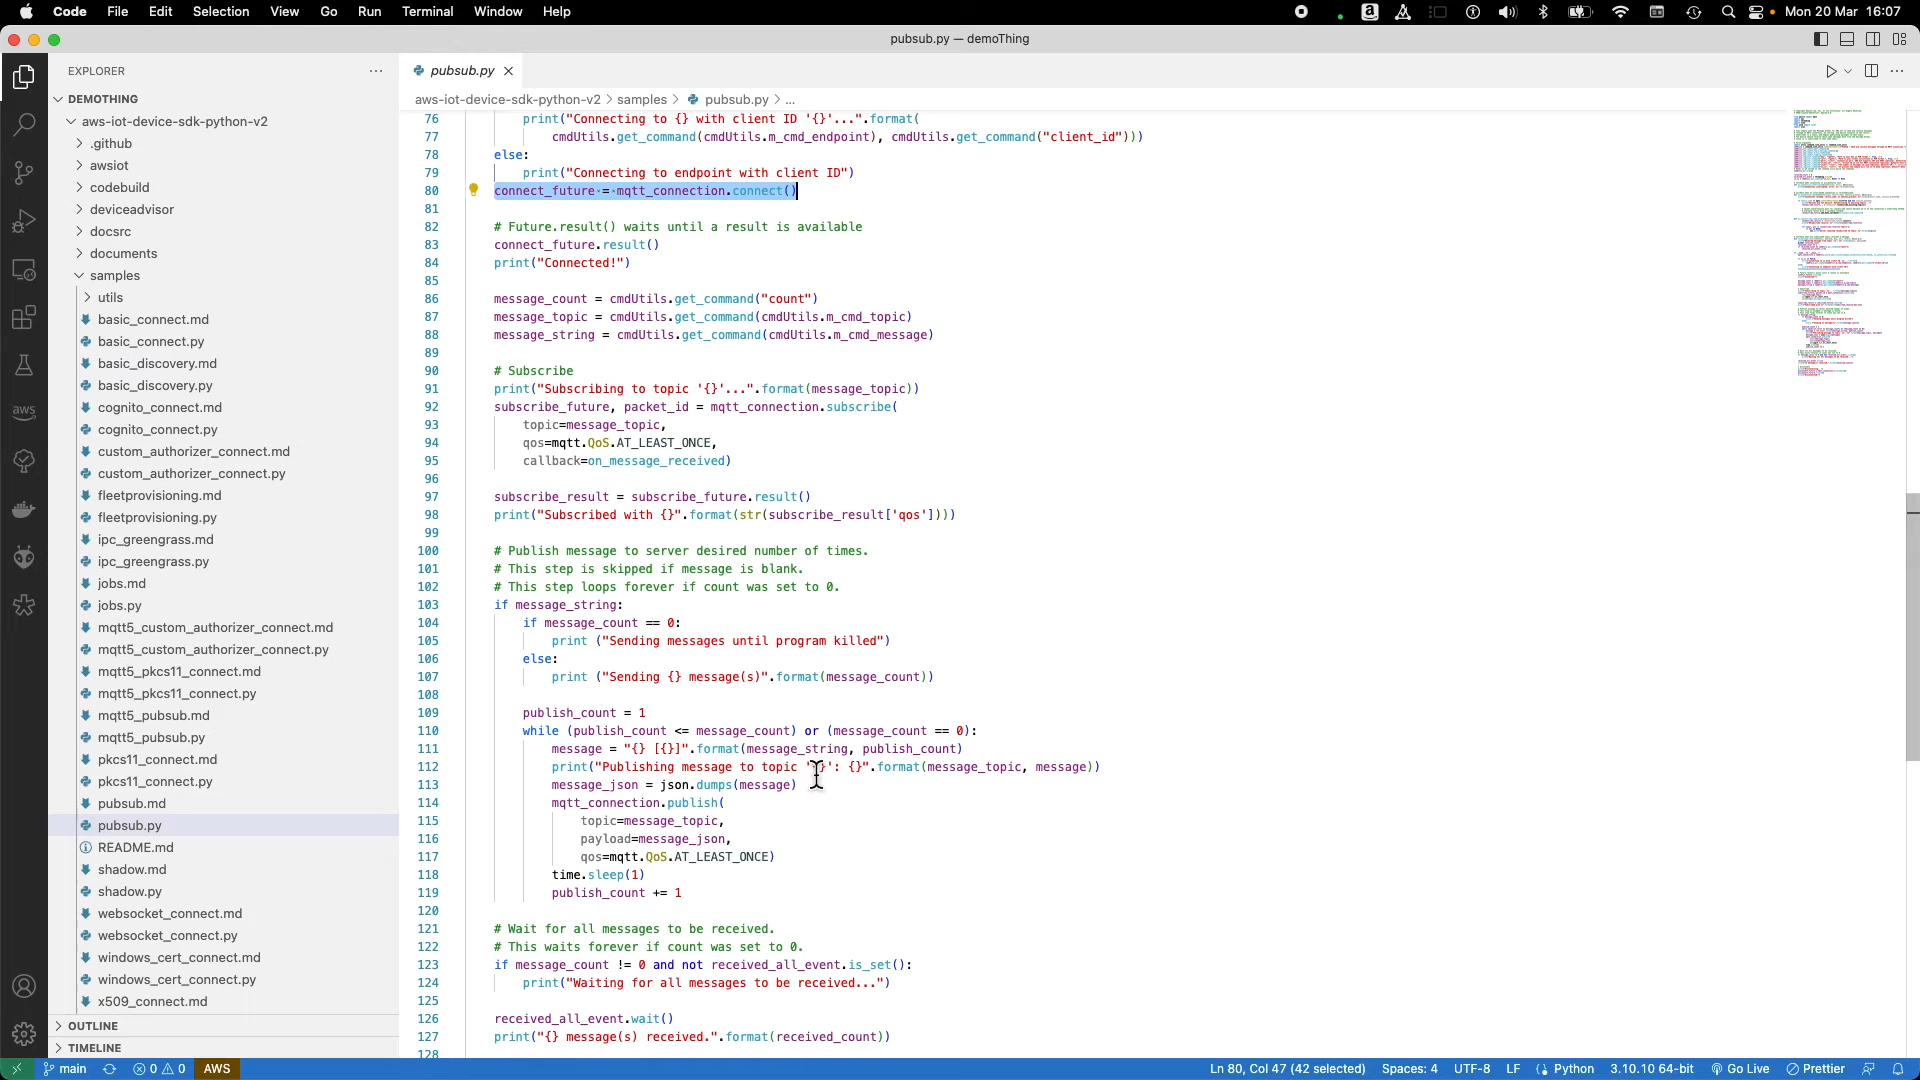 Code File Edit Selection View Go Run Terminal Window Help Mon 20 Mar 16:07
pubsub.py — demoThing
EXPLORER
DEMOTHING
aws-iot-device-sdk-python-v2
.github
awsiot
codebuild
deviceadvisor
docsrc
documents
samples
utils
basic_connect.md
basic_connect.py
basic_discovery.md
basic_discovery.py
cognito_connect.md
cognito_connect.py
custom_authorizer_connect.md
custom_authorizer_connect.py
fleetprovisioning.md
fleetprovisioning.py
ipc_greengrass.md
ipc_greengrass.py
jobs.md
jobs.py
mqtt5_custom_authorizer_connect.md
mqtt5_custom_authorizer_connect.py
mqtt5_pkcs11_connect.md
mqtt5_pkcs11_connect.py
mqtt5_pubsub.md
mqtt5_pubsub.py
pkcs11_connect.md
pkcs11_connect.py
pubsub.md
pubsub.py
README.md
shadow.md
shadow.py
websocket_connect.md
websocket_connect.py
windows_cert_connect.md
windows_cert_connect.py
x509_connect.md
OUTLINE
TIMELINE
aws
pubsub.py
aws-iot-device-sdk-python-v2 > samples > pubsub.py > ...
76 print("Connecting to {} with client ID '{}'...".format(
77 cmdUtils.get_command(cmdUtils.m_cmd_endpoint), cmdUtils.get_command("client_id")))
78 else:
79 print("Connecting to endpoint with client ID")
80 connect_future = mqtt_connection.connect()
81
82 # Future.result() waits until a result is available
83 connect_future.result()
84 print("Connected!")
85
86 message_count = cmdUtils.get_command("count")
87 message_topic = cmdUtils.get_command(cmdUtils.m_cmd_topic)
88 message_string = cmdUtils.get_command(cmdUtils.m_cmd_message)
89
90 # Subscribe
91 print("Subscribing to topic '{}'...".format(message_topic))
92 subscribe_future, packet_id = mqtt_connection.subscribe(
93 topic=message_topic,
94 qos=mqtt.QoS.AT_LEAST_ONCE,
95 callback=on_message_received)
96
97 subscribe_result = subscribe_future.result()
98 print("Subscribed with {}".format(str(subscribe_result['qos'])))
99
100 # Publish message to server desired number of times.
101 # This step is skipped if message is blank.
102 # This step loops forever if count was set to 0.
103 if message_string:
104 if message_count == 0:
105 print ("Sending messages until program killed")
106 else:
107 print ("Sending {} message(s)".format(message_count))
108
109 publish_count = 1
110 while (publish_count <= message_count) or (message_count == 0):
111 message = "{} [{}]".format(message_string, publish_count)
112 print("Publishing message to topic '{}': {}".format(message_topic, message))
113 message_json = json.dumps(message)
114 mqtt_connection.publish(
115 topic=message_topic,
116 payload=message_json,
117 qos=mqtt.QoS.AT_LEAST_ONCE)
118 time.sleep(1)
119 publish_count += 1
120
121 # Wait for all messages to be received.
122 # This waits forever if count was set to 0.
123 if message_count != 0 and not received_all_event.is_set():
124 print("Waiting for all messages to be received...")
125
126 received_all_event.wait()
127 print("{} message(s) received.".format(received_count))
128
main 0 0 AWS Ln 80, Col 47 (42 selected) Spaces: 4 UTF-8 LF Python 3.10.10 64-bit Go Live Prettier